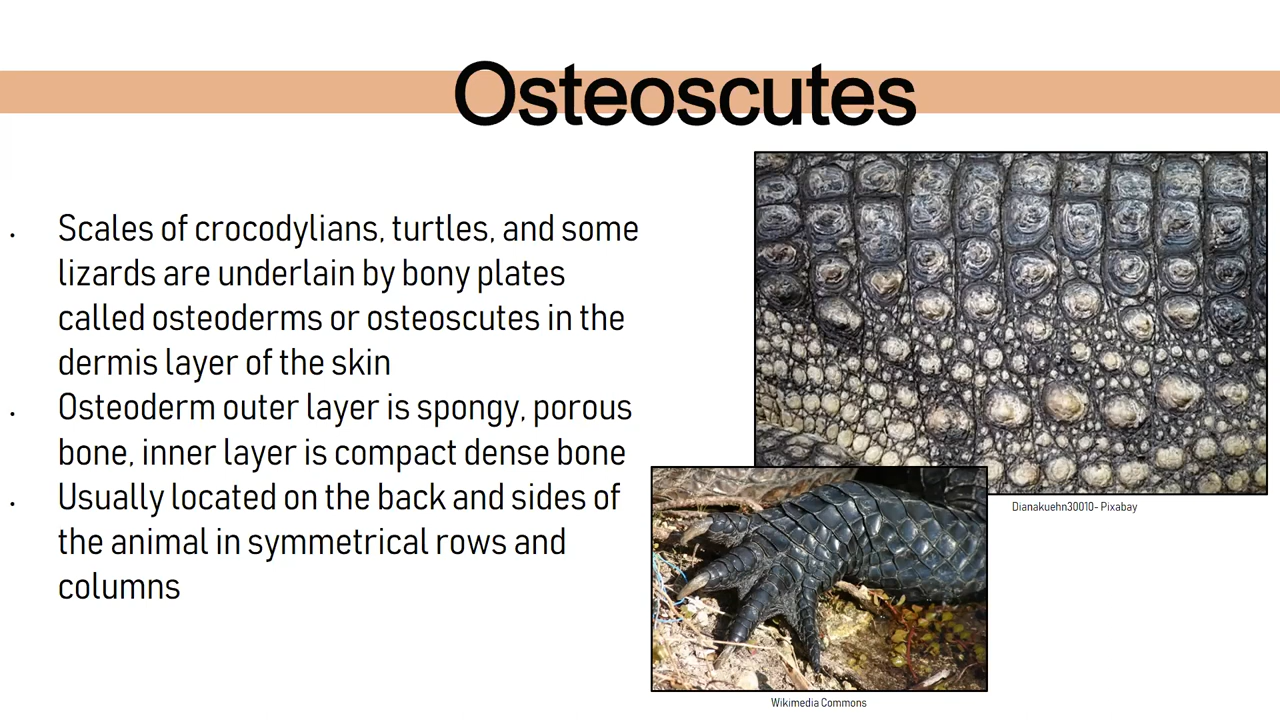 Osteoscutes
. Scales of crocodylians, turtles, and some
lizards are underlain by bony plates
called osteoderms or osteoscutes in the
dermis layer of the skin
. Osteoderm outer layer is spongy, porous
bone, inner layer is compact dense bone
. Usually located on the back and sides of
the animal in symmetrical rows and
columns
Dianakuehn30010- Pixabay
Wikimedia Commons